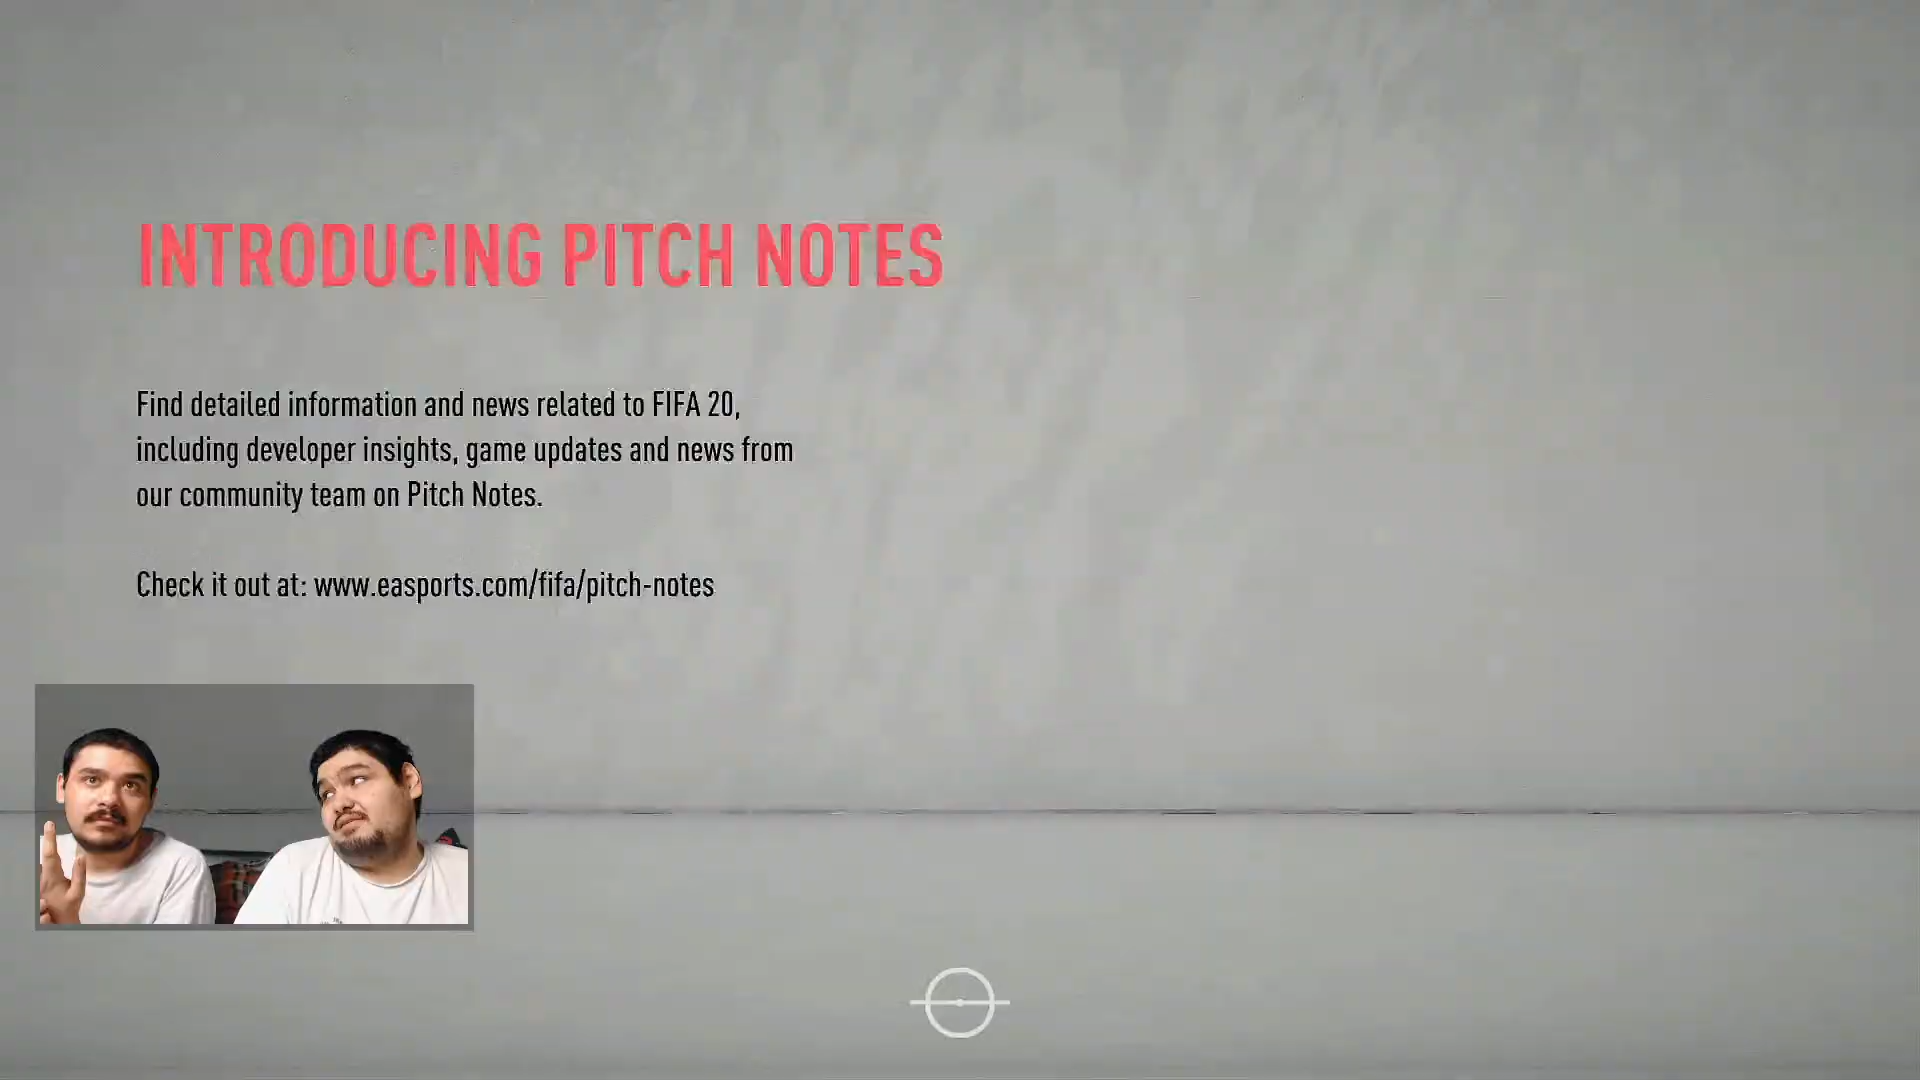 INTRODUCING PITCH NOTES
Find detailed information and news related to FIFA 20,
including developer insights, game updates and news from
our community team on Pitch Notes.
Check it out at: www.easports.com/fifa/pitch-notes